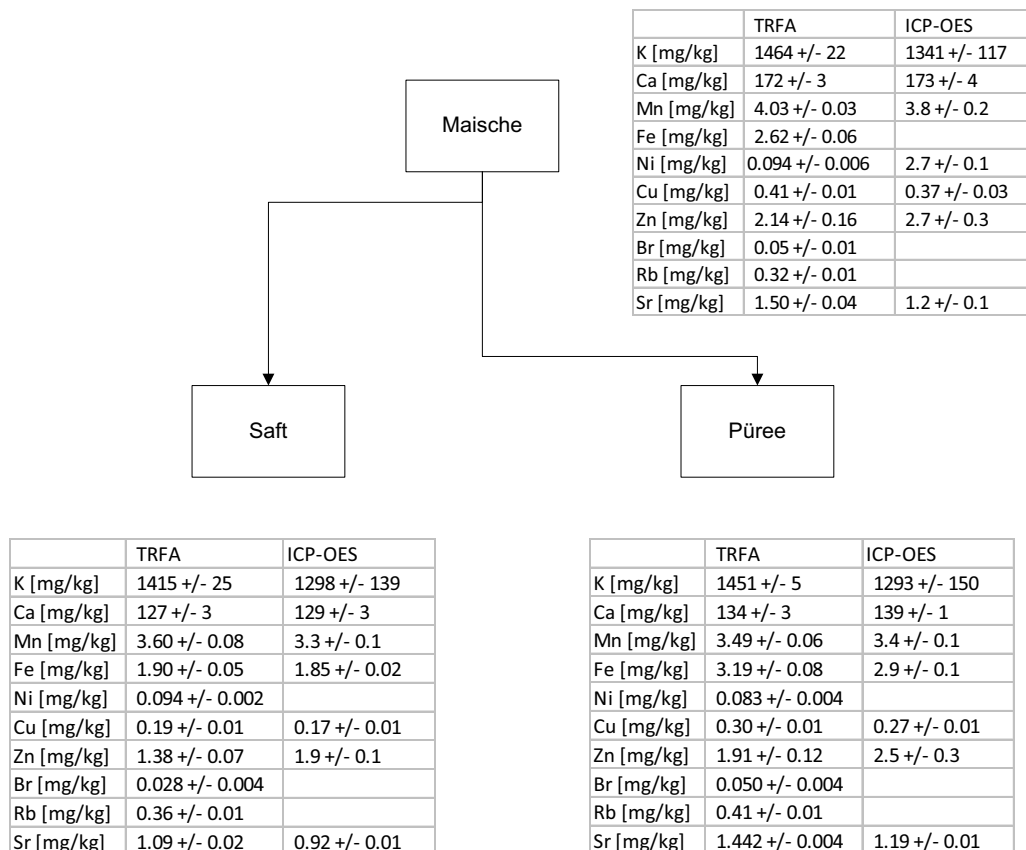 TRFA ICP-OES
K [mg/kg] 1464 +/- 22 1341 +/- 117
Ca [mg/kg] 172 +/- 3 173 +/- 4
Mn [mg/kg] 4.03 +/- 0.03 3.8 +/- 0.2
Fe [mg/kg] 2.62 +/- 0.06
Ni [mg/kg] 0.094 +/- 0.006 2.7 +/- 0.1
Cu [mg/kg] 0.41 +/- 0.01 0.37 +/- 0.03
Zn [mg/kg] 2.14 +/- 0.16 2.7 +/- 0.3
Br [mg/kg] 0.05 +/- 0.01
Rb [mg/kg] 0.32 +/- 0.01
Sr [mg/kg] 1.50 +/- 0.04 1.2 +/- 0.1
Maische
Saft
Püree
TRFA ICP-OES
K [mg/kg] 1415 +/- 25 1298 +/- 139
Ca [mg/kg] 127 +/- 3 129 +/- 3
Mn [mg/kg] 3.60 +/- 0.08 3.3 +/- 0.1
Fe [mg/kg] 1.90 +/- 0.05 1.85 +/- 0.02
Ni [mg/kg] 0.094 +/- 0.002
Cu [mg/kg] 0.19 +/- 0.01 0.17 +/- 0.01
Zn [mg/kg] 1.38 +/- 0.07 1.9 +/- 0.1
Br [mg/kg] 0.028 +/- 0.004
Rb [mg/kg] 0.36 +/- 0.01
Sr [mg/kg] 1.09 +/- 0.02 0.92 +/- 0.01
TRFA ICP-OES
K [mg/kg] 1451 +/- 5 1293 +/- 150
Ca [mg/kg] 134 +/- 3 139 +/- 1
Mn [mg/kg] 3.49 +/- 0.06 3.4 +/- 0.1
Fe [mg/kg] 3.19 +/- 0.08 2.9 +/- 0.1
Ni [mg/kg] 0.083 +/- 0.004
Cu [mg/kg] 0.30 +/- 0.01 0.27 +/- 0.01
Zn [mg/kg] 1.91 +/- 0.12 2.5 +/- 0.3
Br [mg/kg] 0.050 +/- 0.004
Rb [mg/kg] 0.41 +/- 0.01
Sr [mg/kg] 1.442 +/- 0.004 1.19 +/- 0.01